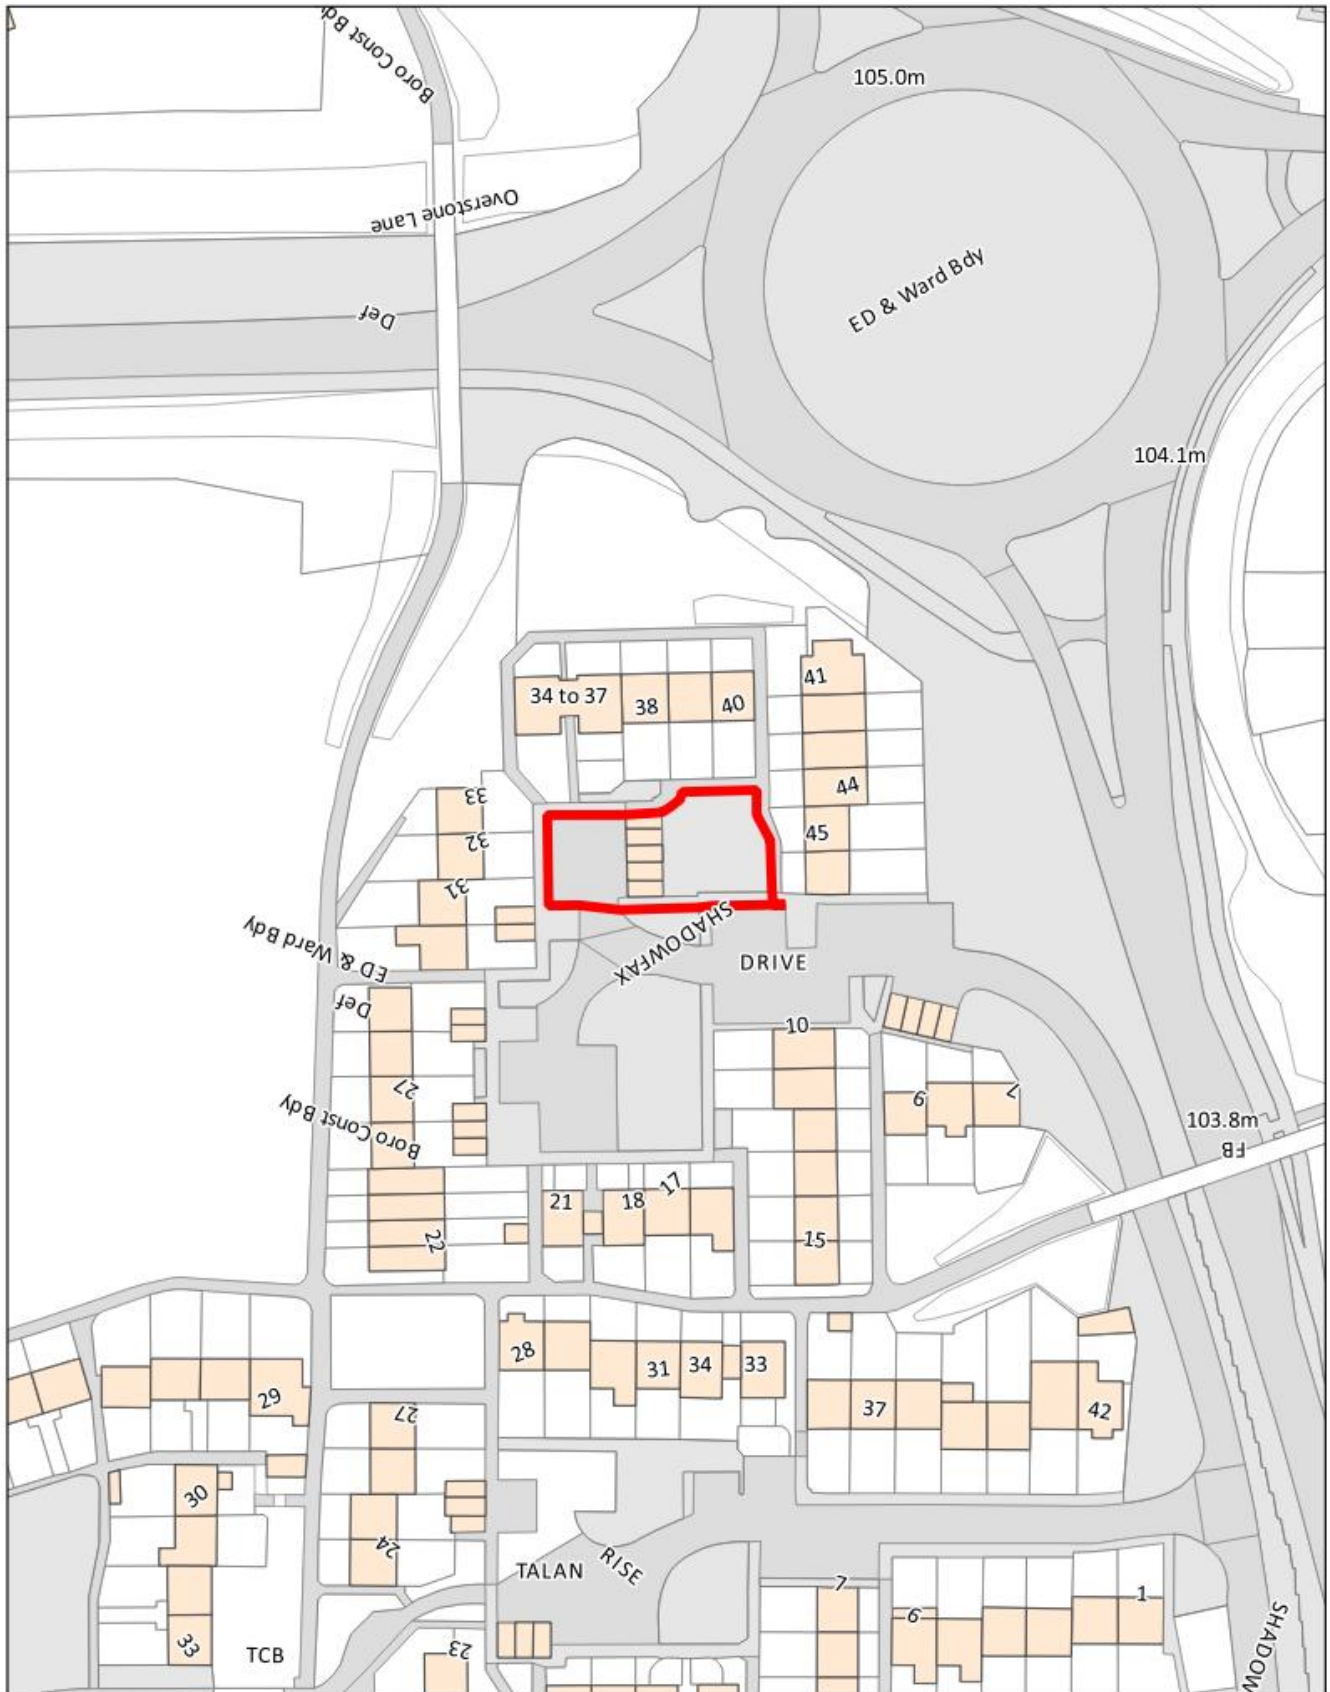 Boro Const Bdy
105.0m
Overstone Lane
ED & Ward Bdy
Def
104.1m
34 to 37
38
40
41
44
45
33
32
31
SHADOWFAX
DRIVE
ED & Ward Bdy
Def
10
27
6
7
Boro Const Bdy
103.8m
FB
21
18
17
22
15
28
31
34
33
29
37
42
27
30
24
TALAN
RISE
7
6
1
33
TCB
23
SHADOW